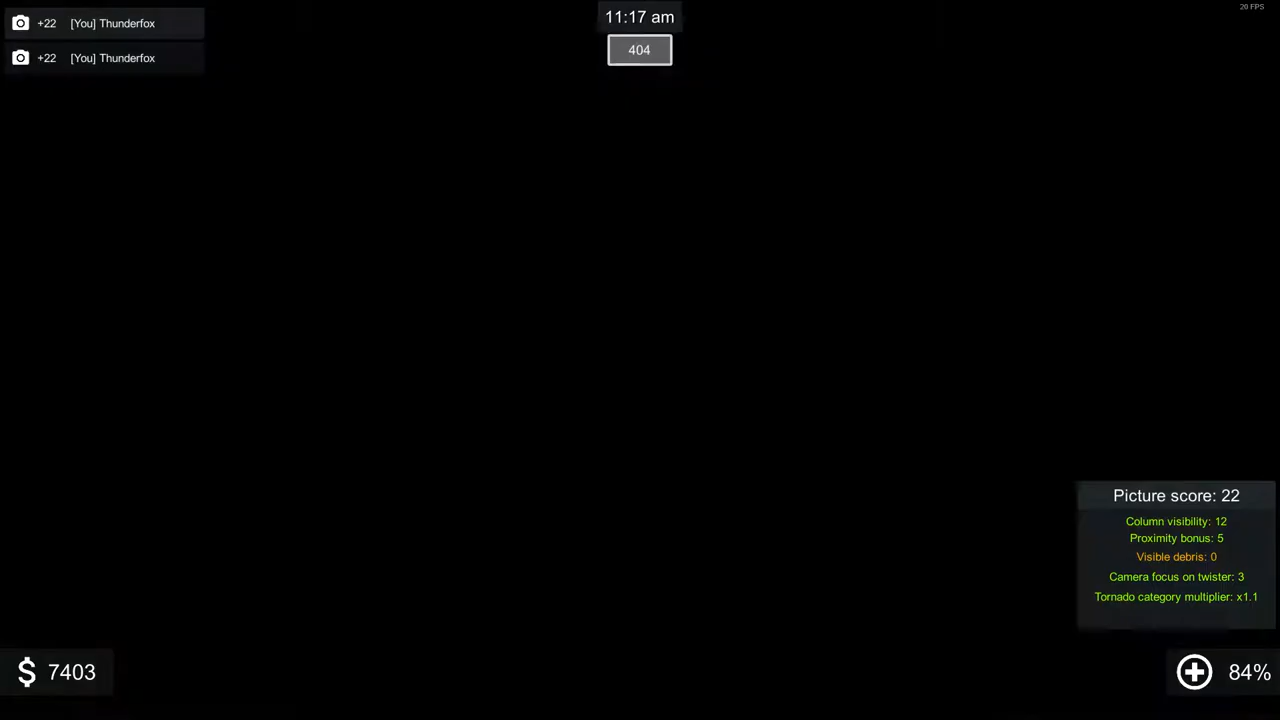 20 FPS
+22 [You] Thunderfox
11:17 am
+22 [You] Thunderfox
404
Picture score: 22
Column visibility: 12
Proximity bonus: 5
Visible debris: 0
Camera focus on twister: 3
Tornado category multiplier: x1.1
$ 7403
84%